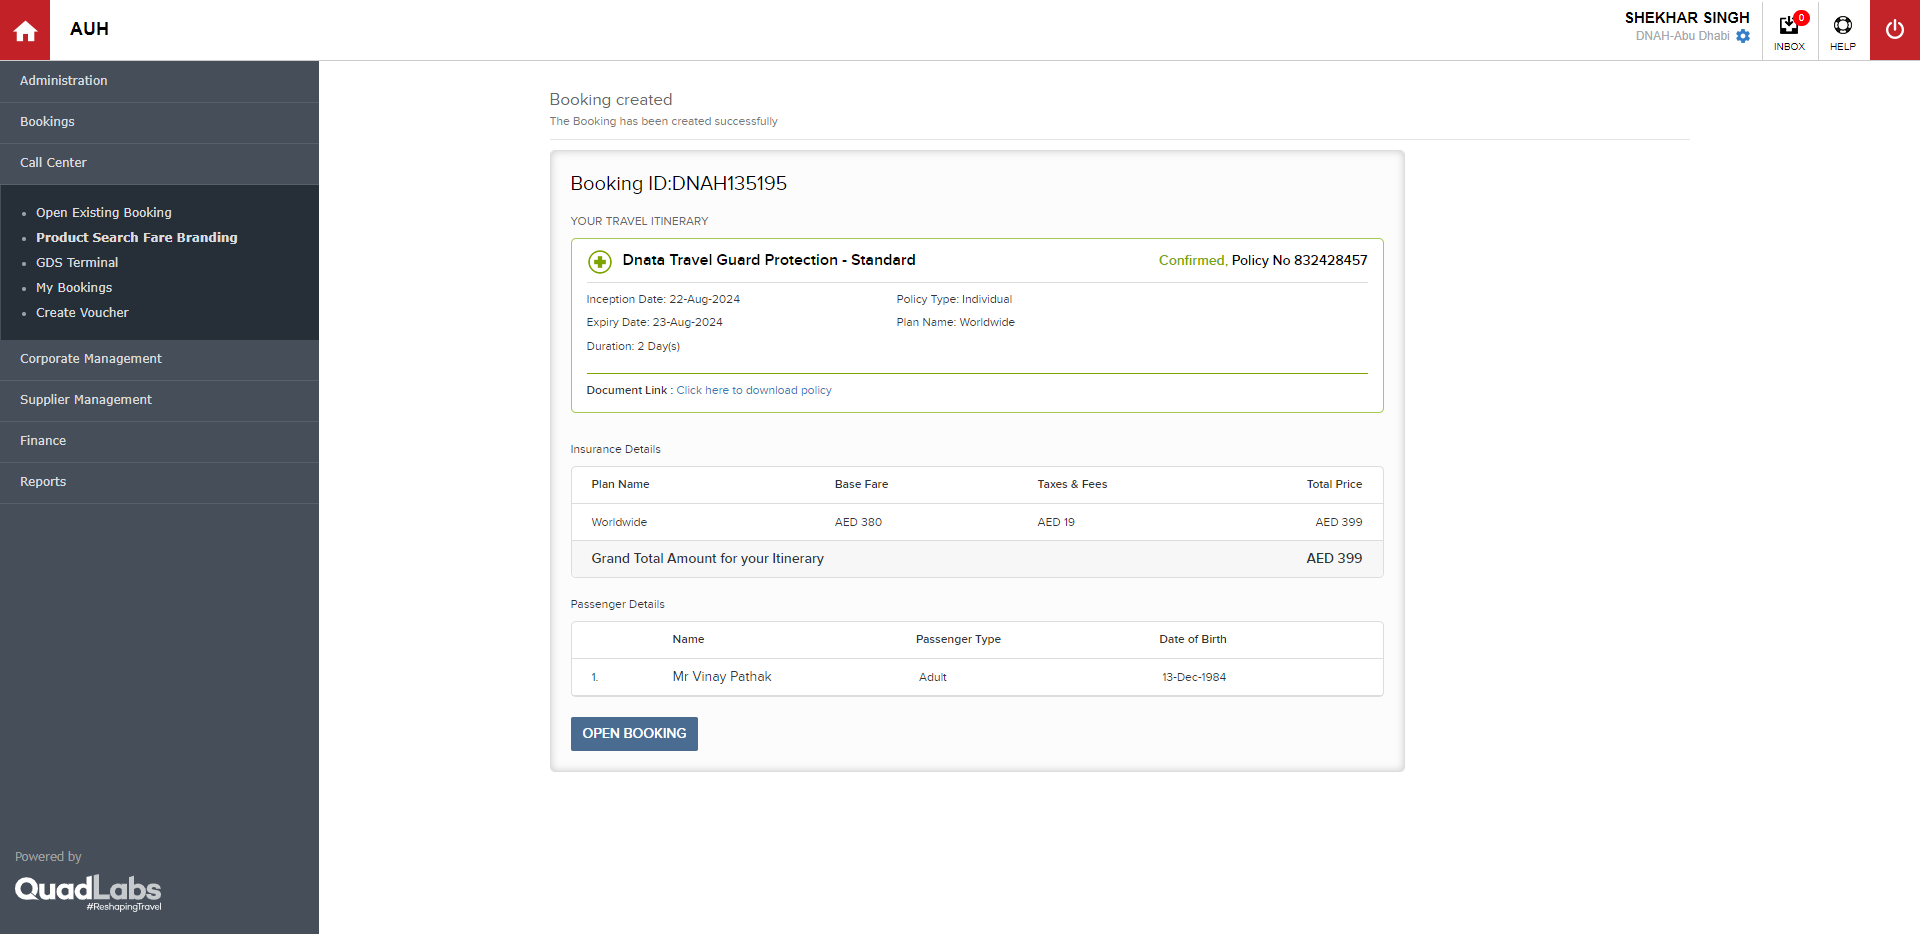 AUH
SHEKHAR SINGH
DNAH-Abu Dhabi
0
INBOX
HELP
Administration
Bookings
Call Center
Open Existing Booking
Product Search Fare Branding
GDS Terminal
My Bookings
Create Voucher
Corporate Management
Supplier Management
Finance
Reports
Powered by
QuadLabs
#ReshapingTravel
Booking created
The Booking has been created successfully
Booking ID:DNAH135195
YOUR TRAVEL ITINERARY
Dnata Travel Guard Protection - Standard Confirmed, Policy No 832428457
Inception Date: 22-Aug-2024 Policy Type: Individual
Expiry Date: 23-Aug-2024 Plan Name: Worldwide
Duration: 2 Day(s)
Document Link : Click here to download policy
Insurance Details
Plan Name Base Fare Taxes & Fees Total Price
Worldwide AED 380 AED 19 AED 399
Grand Total Amount for your Itinerary AED 399
Passenger Details
Name Passenger Type Date of Birth
1. Mr Vinay Pathak Adult 13-Dec-1984
OPEN BOOKING